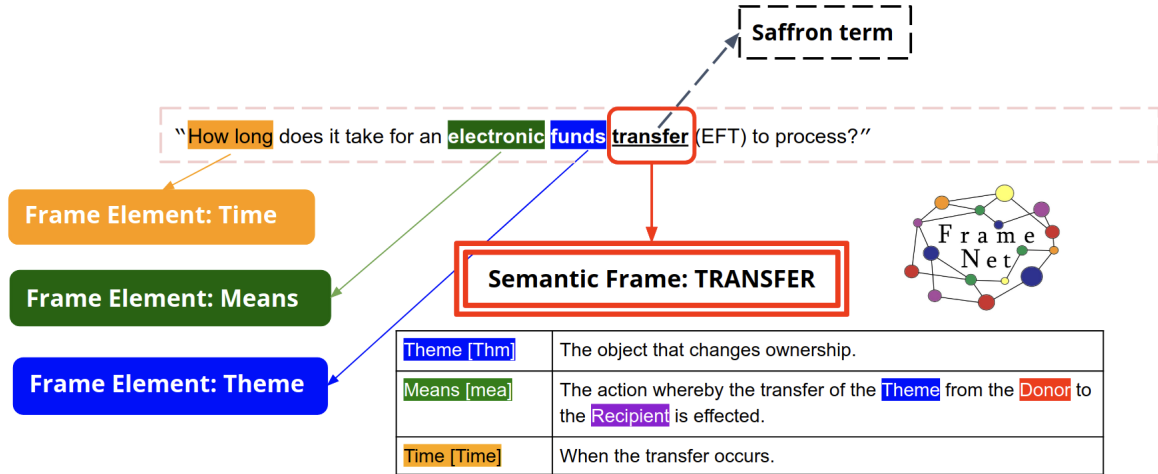 Saffron term
"How long does it take for an electronic funds transfer (EFT) to process?"
Frame Element: Time
Frame
Net
Semantic Frame: TRANSFER
Frame Element: Means
Frame Element: Theme
Theme [Thm] The object that changes ownership.
Means [mea] The action whereby the transfer of the Theme from the Donor to
the Recipient is effected.
Time [Time] When the transfer occurs.